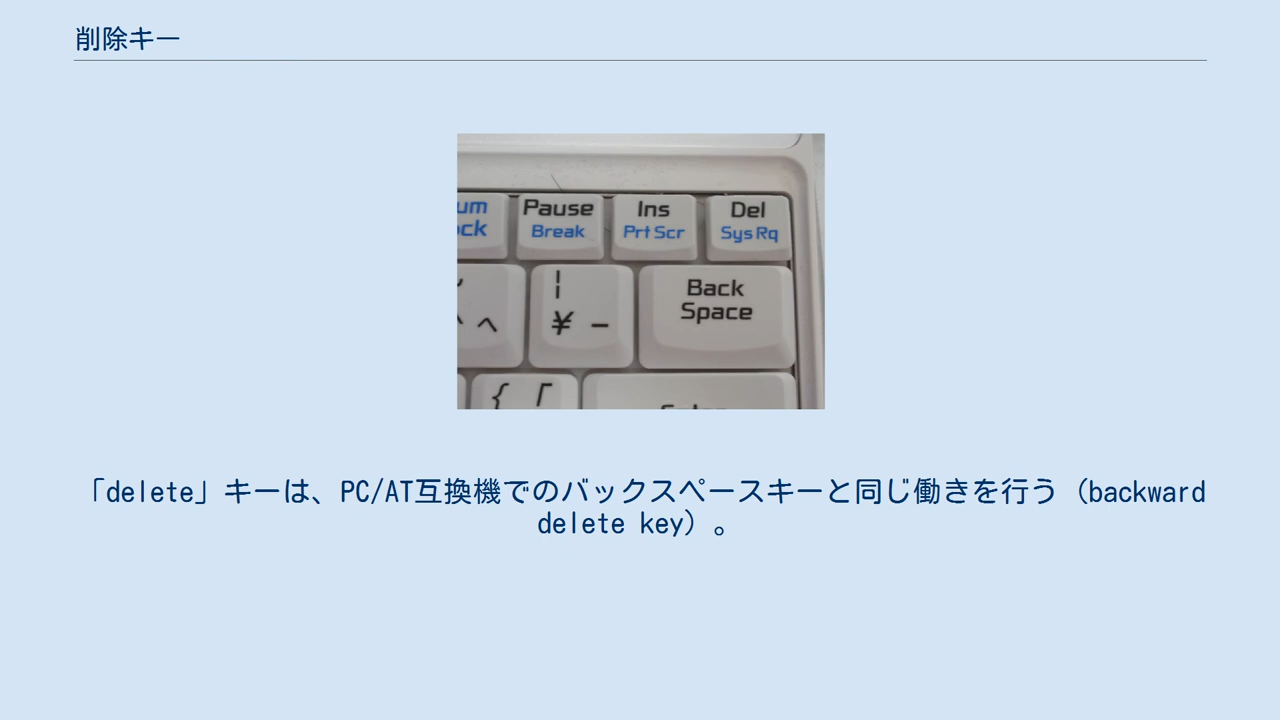 削除キー
um Pause Ins Del
ock Break Prt Scr Sys Rq
Back
¥ − Space
{ 「
「delete」キーは、PC/AT互換機でのバックスペースキーと同じ働きを行う（backward
delete key）。